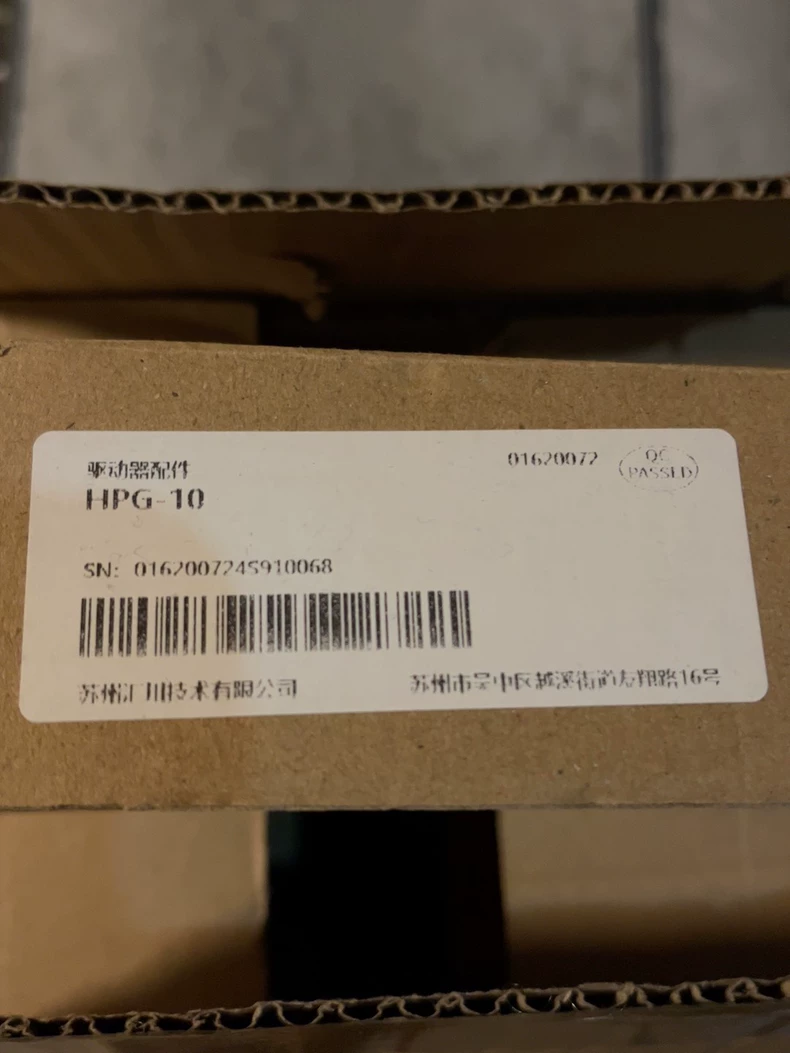 驱动器配件
01620072
QC
PASSED
HPG-10
SN: 0162007245910068
苏州汇川技术有限公司
苏州市吴中区越溪街道友翔路16号